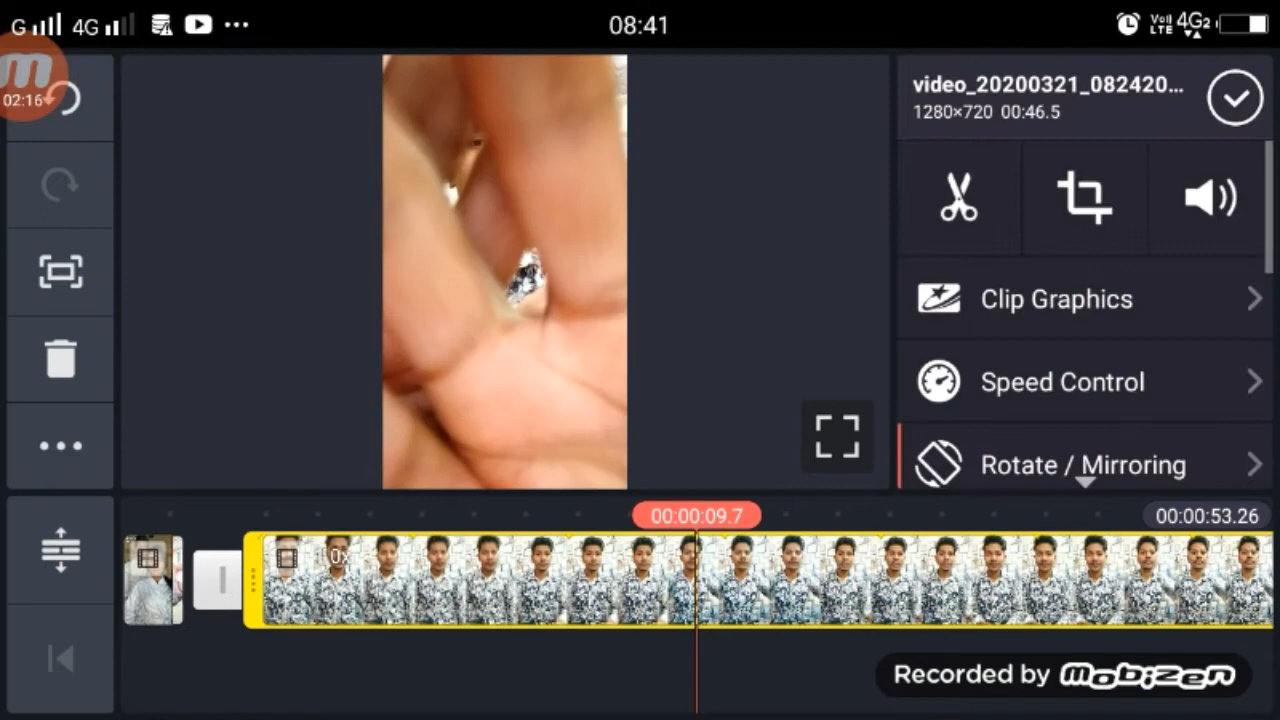 G 4G 08:41 VoLTE 4G2
m
02:16
video_20200321_082420...
1280×720 00:46.5
Clip Graphics
Speed Control
Rotate / Mirroring
00:00:09.7 00:00:53.26
Recorded by mobizen